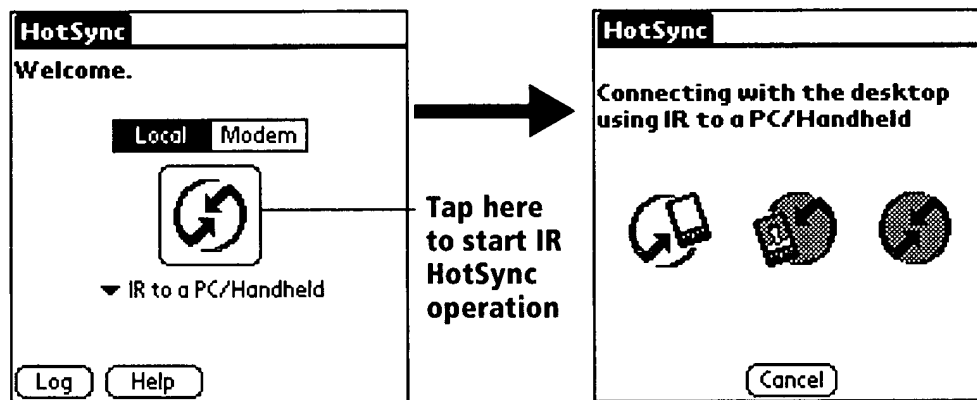 HotSync
Welcome.
Local Modem
IR to a PC/Handheld
Log Help
Tap here
to start IR
HotSync
operation
HotSync
Connecting with the desktop
using IR to a PC/Handheld
Cancel